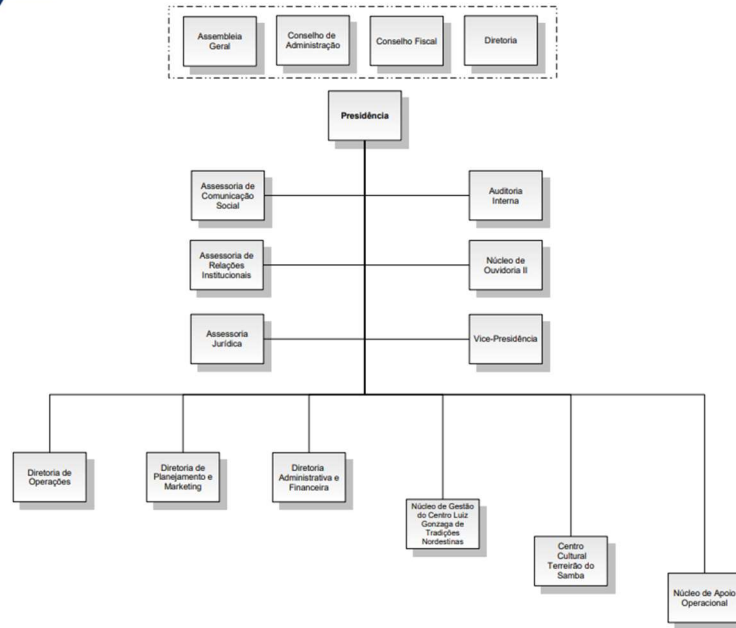 Assembleia
Geral
Conselho de
Administração
Conselho Fiscal
Diretoria
Presidência
Assessoria de
Comunicação
Social
Auditoria
Interna
Assessoria de
Relações
Institucionais
Núcleo de
Ouvidoria II
Assessoria
Jurídica
Vice-Presidência
Diretoria de
Operações
Diretoria de
Planejamento e
Marketing
Diretoria
Administrativa e
Financeira
Núcleo de Gestão
do Centro Luiz
Gonzaga de
Tradições
Nordestinas
Centro
Cultural
Terreirão do
Samba
Núcleo de Apoio
Operacional